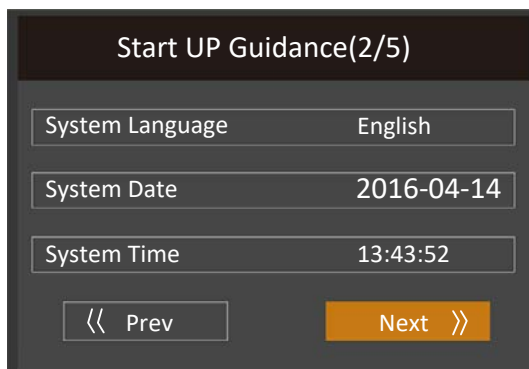 Start UP Guidance(2/5)
System Language English
System Date 2016-04-14
System Time 13:43:52
⟨⟨ Prev Next ⟩⟩